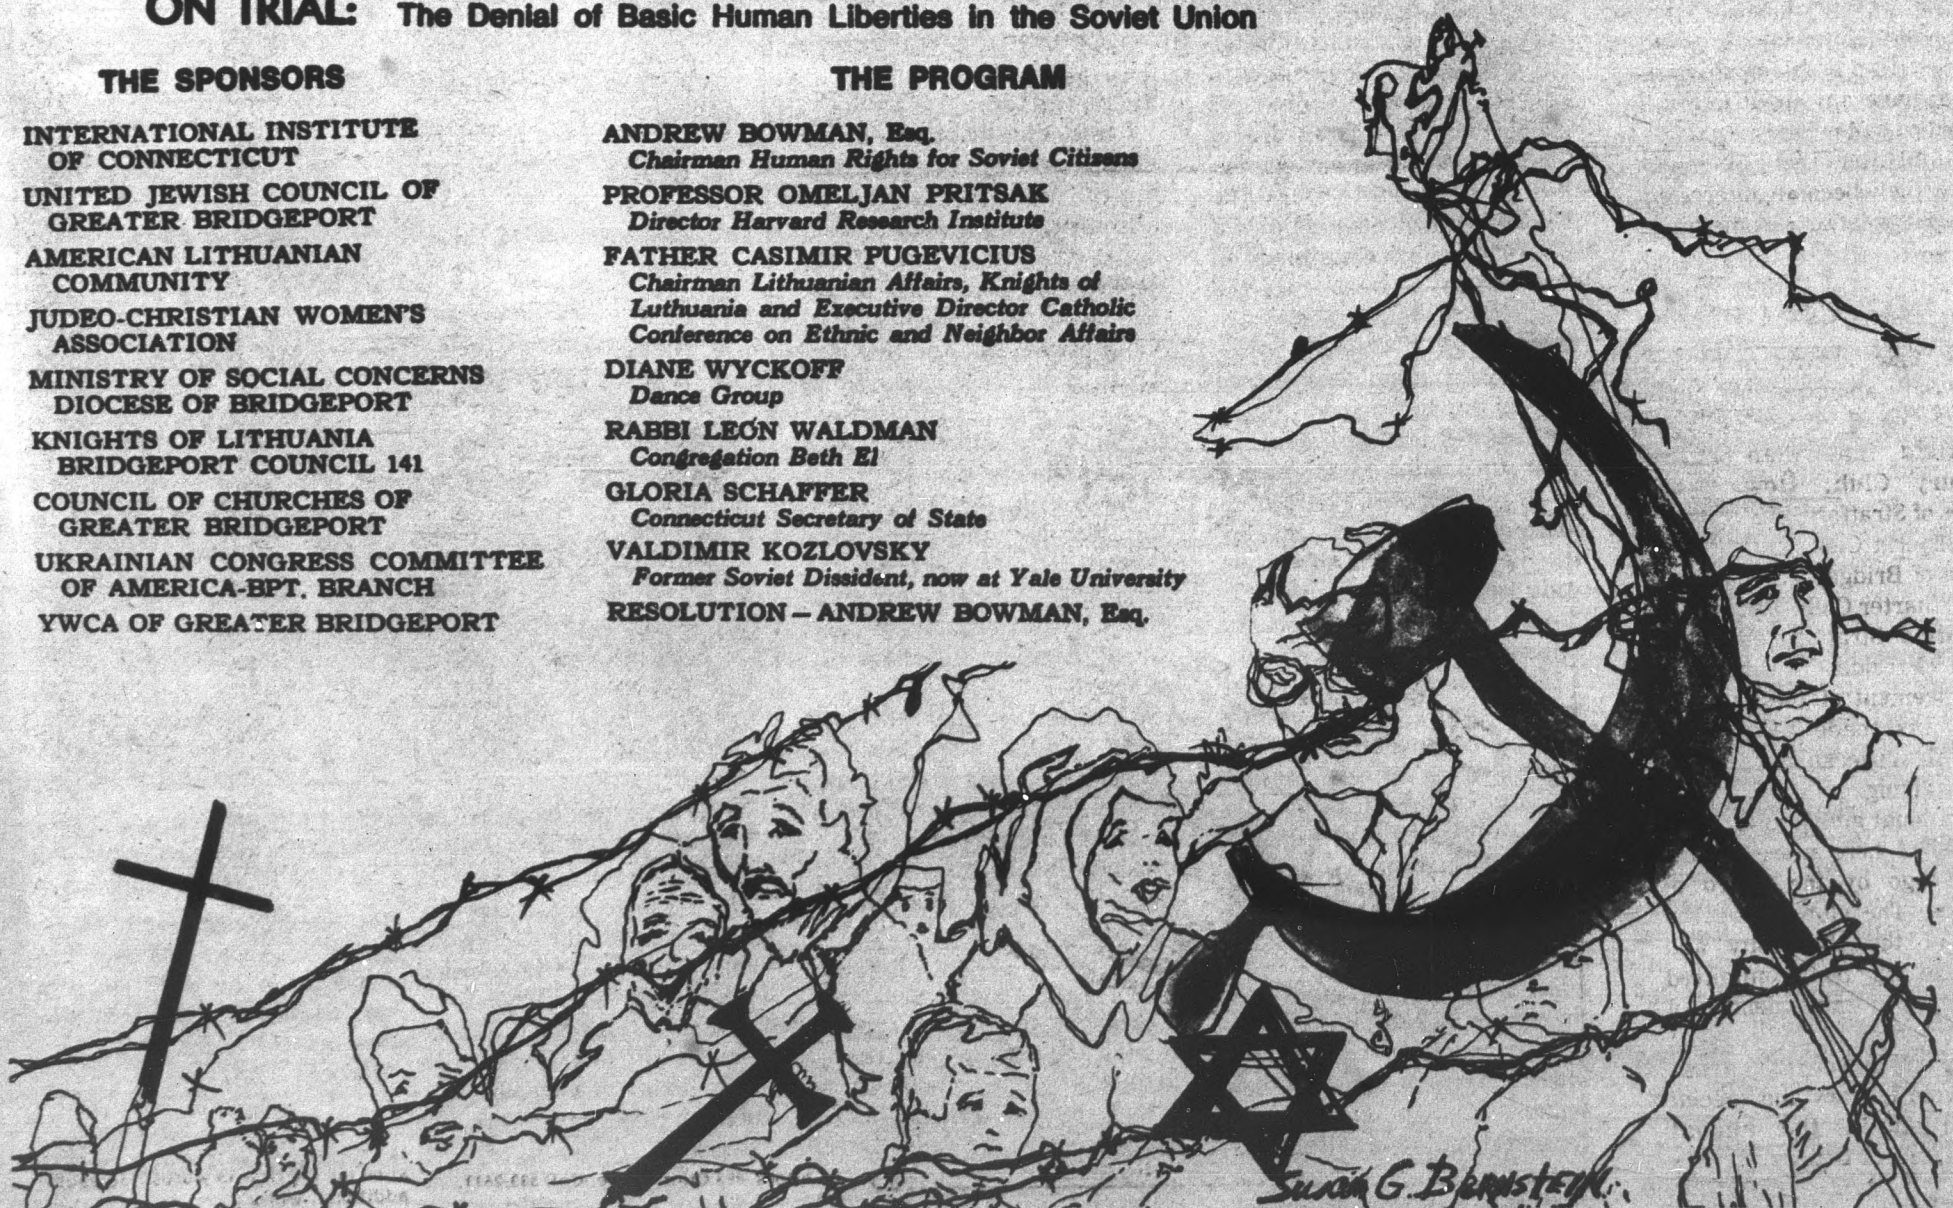 ON TRIAL: The Denial of Basic Human Liberties in the Soviet Union
THE SPONSORS
INTERNATIONAL INSTITUTE
OF CONNECTICUT
UNITED JEWISH COUNCIL OF
GREATER BRIDGEPORT
AMERICAN LITHUANIAN
COMMUNITY
JUDEO-CHRISTIAN WOMEN'S
ASSOCIATION
MINISTRY OF SOCIAL CONCERNS
DIOCESE OF BRIDGEPORT
KNIGHTS OF LITHUANIA
BRIDGEPORT COUNCIL 141
COUNCIL OF CHURCHES OF
GREATER BRIDGEPORT
UKRAINIAN CONGRESS COMMITTEE
OF AMERICA-BPT. BRANCH
YWCA OF GREATER BRIDGEPORT
THE PROGRAM
ANDREW BOWMAN, Esq.
Chairman Human Rights for Soviet Citizens
PROFESSOR OMELJAN PRITSAK
Director Harvard Research Institute
FATHER CASIMIR PUGEVICIUS
Chairman Lithuanian Affairs, Knights of
Luthuania and Executive Director Catholic
Conference on Ethnic and Neighbor Affairs
DIANE WYCKOFF
Dance Group
RABBI LEON WALDMAN
Congregation Beth El
GLORIA SCHAFFER
Connecticut Secretary of State
VALDIMIR KOZLOVSKY
Former Soviet Dissident, now at Yale University
RESOLUTION – ANDREW BOWMAN, Esq.
Susan G. Bernstein